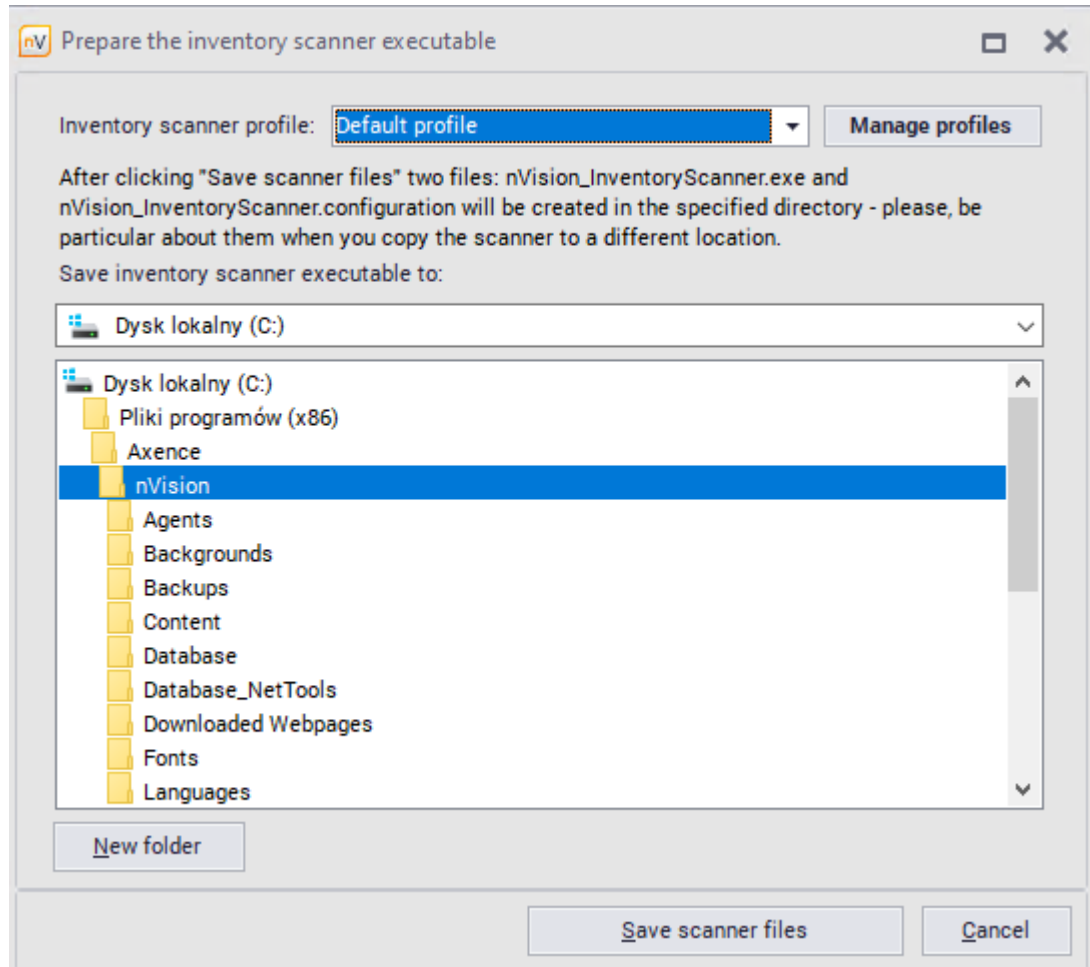 nV Prepare the inventory scanner executable
Inventory scanner profile: Default profile Manage profiles
After clicking "Save scanner files" two files: nVision_InventoryScanner.exe and
nVision_InventoryScanner.configuration will be created in the specified directory - please, be
particular about them when you copy the scanner to a different location.
Save inventory scanner executable to:
Dysk lokalny (C:)
Dysk lokalny (C:)
Pliki programów (x86)
Axence
nVision
Agents
Backgrounds
Backups
Content
Database
Database_NetTools
Downloaded Webpages
Fonts
Languages
New folder
Save scanner files Cancel